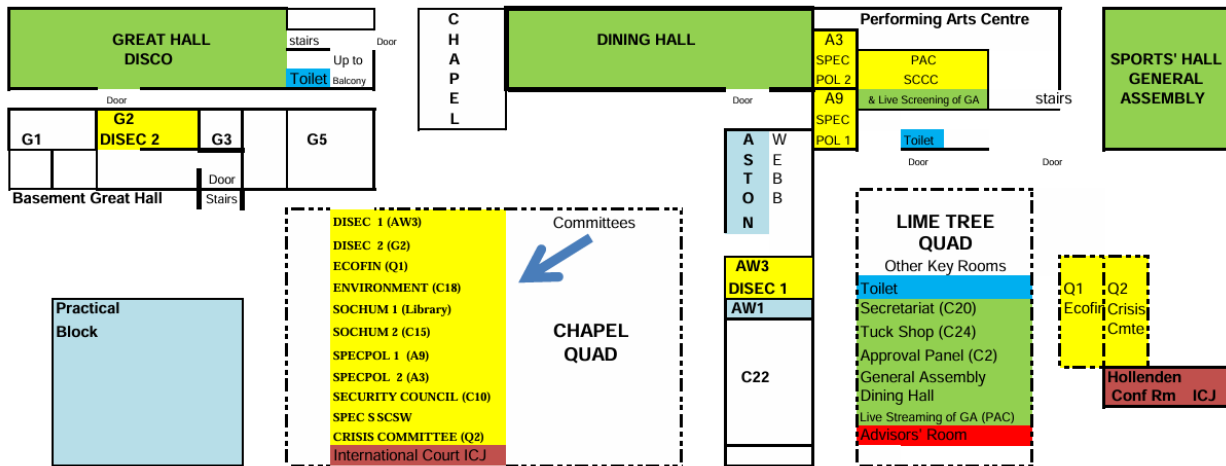 GREAT HALL
DISCO
stairs
Door
Up to
Toilet Balcony
Door
C
H
A
P
E
L
DINING HALL
Door
Performing Arts Centre
A3
SPEC
POL 2
PAC
SCCC
& Live Screening of GA
A9
SPEC
POL 1
stairs
Toilet
Door
Door
SPORTS' HALL
GENERAL
ASSEMBLY
G1
G2
DISEC 2
G3
G5
Door
Stairs
Basement Great Hall
A W
S E
T B
O B
N
Practical
Block
DISEC 1 (AW3)
DISEC 2 (G2)
ECOFIN (Q1)
ENVIRONMENT (C18)
SOCHUM 1 (Library)
SOCHUM 2 (C15)
SPECPOL 1 (A9)
SPECPOL 2 (A3)
SECURITY COUNCIL (C10)
SPEC S SCSW
CRISIS COMMITTEE (Q2)
International Court ICJ
Committees
CHAPEL
QUAD
AW3
DISEC 1
AW1
C22
LIME TREE
QUAD
Other Key Rooms
Toilet
Secretariat (C20)
Tuck Shop (C24)
Approval Panel (C2)
General Assembly
Dining Hall
Live Streaming of GA (PAC)
Advisors' Room
Q1
Ecofin
Q2
Crisis
Cmte
Hollenden
Conf Rm ICJ